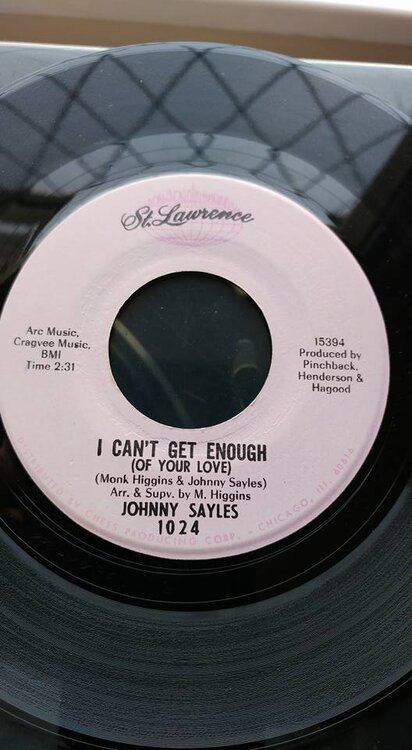 St. Lawrence
Arc Music,
Cragvee Music,
BMI
Time 2:31
15394
Produced by
Pinchback,
Henderson &
Hagood
I CAN'T GET ENOUGH
(OF YOUR LOVE)
(Monk Higgins & Johnny Sayles)
Arr. & Supv. by M. Higgins
JOHNNY SAYLES
1024
DISTRIBUTED BY CHESS PRODUCING CORP. - CHICAGO, ILL. 60616